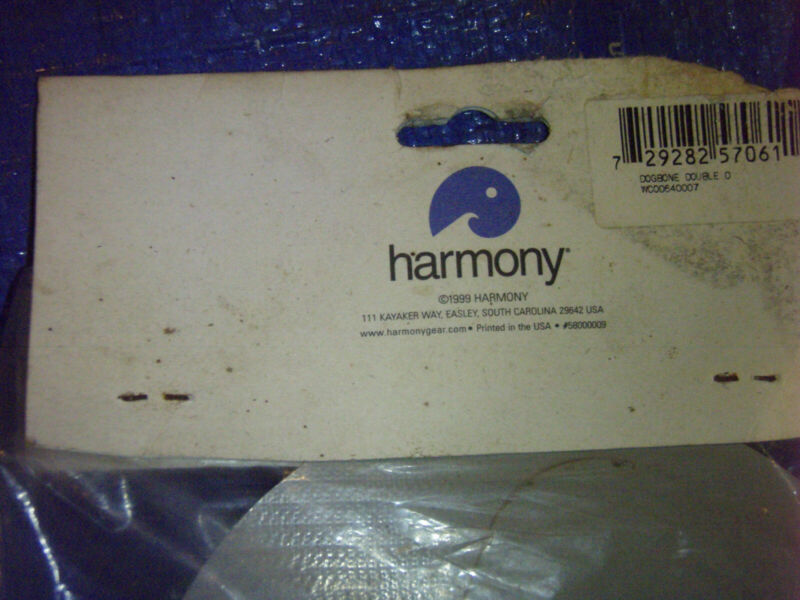 7 29282 57061
DOGBONE DOUBLE O
WC00640007
harmony
©1999 HARMONY
111 KAYAKER WAY, EASLEY, SOUTH CAROLINA 29642 USA
www.harmonygear.com • Printed in the USA • #58000009